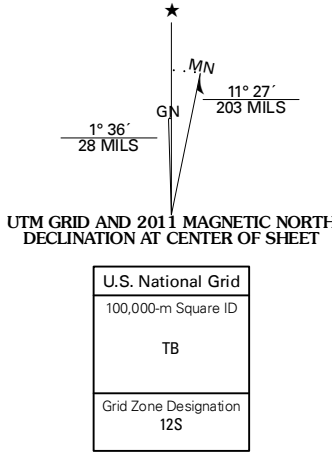 ★
MN
GN
11° 27´
203 MILS
1° 36´
28 MILS
UTM GRID AND 2011 MAGNETIC NORTH
DECLINATION AT CENTER OF SHEET
U.S. National Grid
100,000-m Square ID
TB
Grid Zone Designation
12S